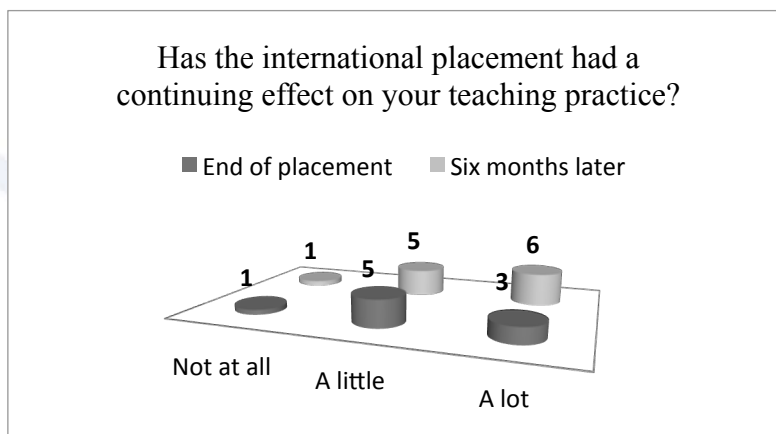 Has the international placement had a
continuing effect on your teaching practice?
End of placement Six months later
1 5 6
1 5 3
Not at all
A little
A lot